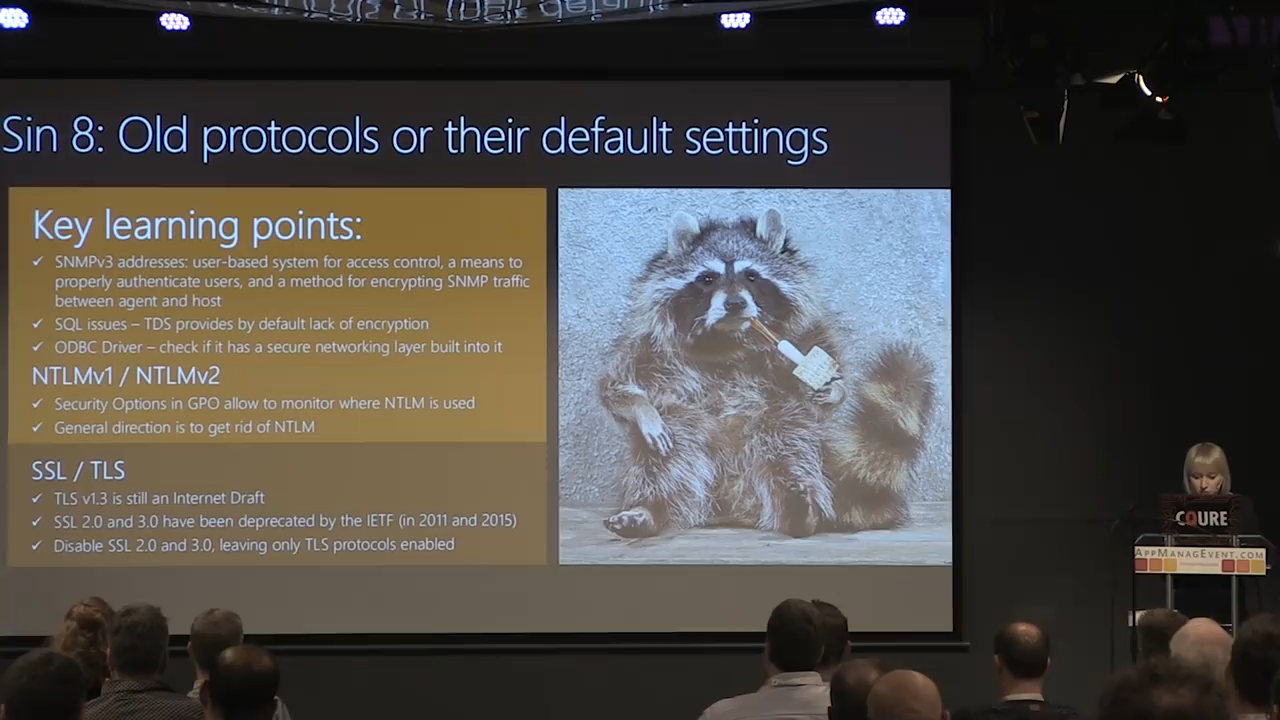 Sin 8: Old protocols or their default settings
Key learning points:
✓ SNMPv3 addresses: user-based system for access control, a means to
properly authenticate users, and a method for encrypting SNMP traffic
between agent and host
✓ SQL issues – TDS provides by default lack of encryption
✓ ODBC Driver – check if it has a secure networking layer built into it
NTLMv1 / NTLMv2
✓ Security Options in GPO allow to monitor where NTLM is used
✓ General direction is to get rid of NTLM
SSL / TLS
✓ TLS v1.3 is still an Internet Draft
✓ SSL 2.0 and 3.0 have been deprecated by the IETF (in 2011 and 2015)
✓ Disable SSL 2.0 and 3.0, leaving only TLS protocols enabled
CQURE
APPMANAGEVENT.COM